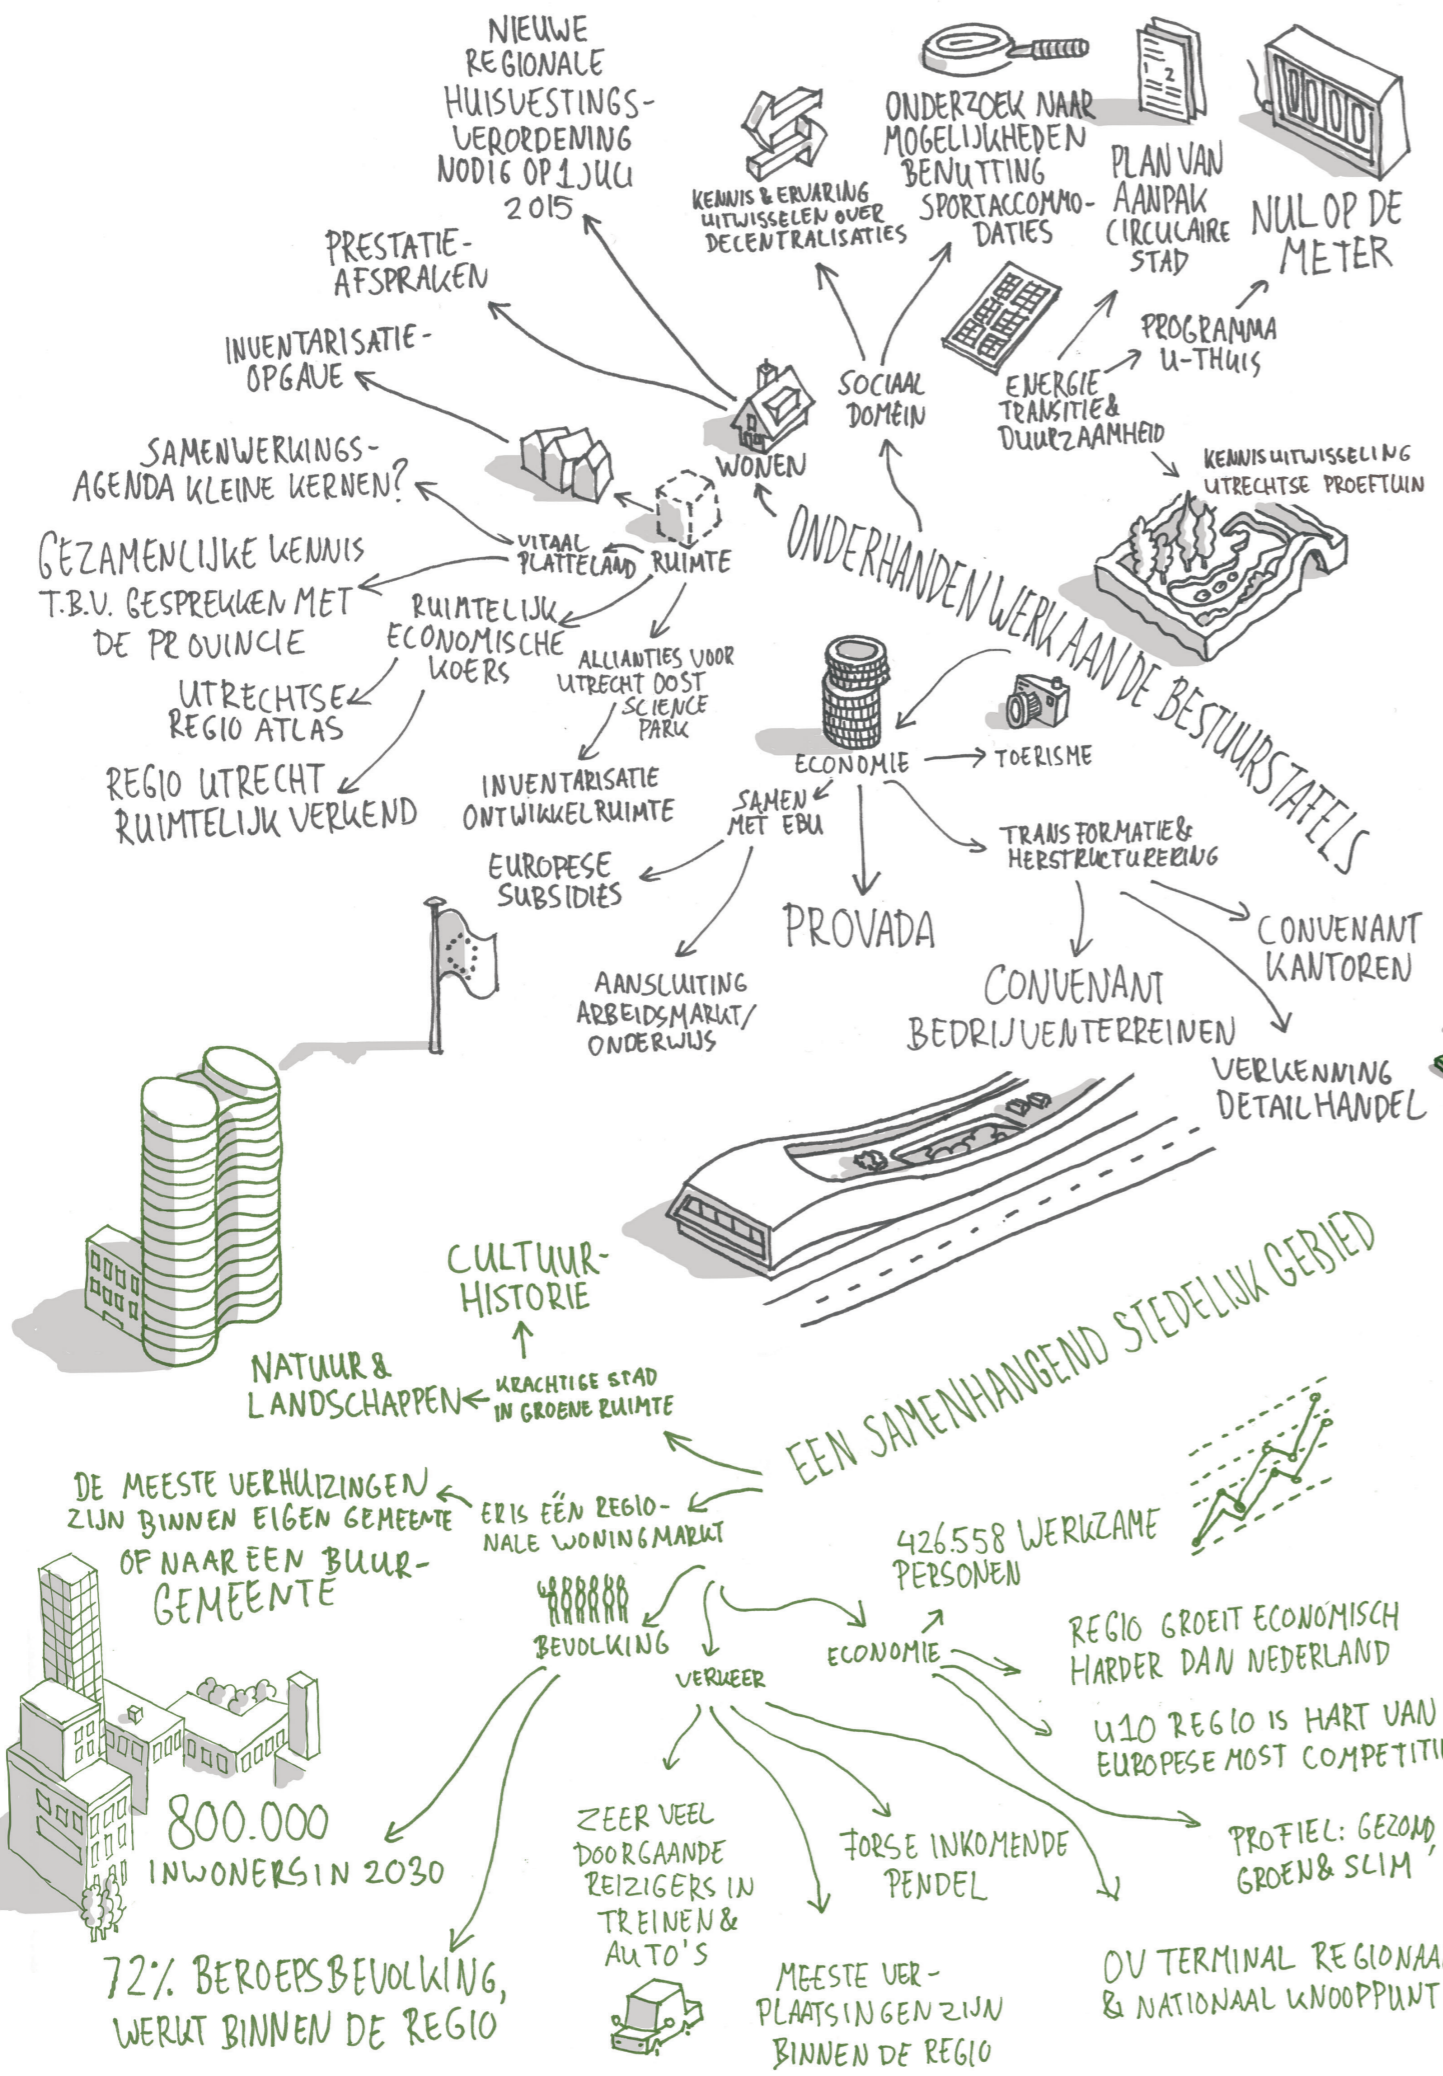 NIEUWE
REGIONALE
HUISVESTINGS-
VERORDENING
NODIG OP 1 JULI
2015
PRESTATIE-
AFSPRAKEN
INVENTARISATIE-
OPGAVE
SAMENWERKINGS-
AGENDA KLEINE KERNEN?
GEZAMENLIJKE KENNIS
T.B.V. GESPREKKEN MET
DE PROVINCIE
VITAAL
PLATTELAND
RUIMTE
WONEN
KENNIS & ERVARING
UITWISSELEN OVER
DECENTRALISATIES
ONDERZOEK NAAR
MOGELIJKHEDEN
BENUTTING
SPORTACCOMMO-
DATIES
SOCIAAL
DOMEIN
1
2
PLAN VAN
AANPAK
CIRCULAIRE
STAD
NUL OP DE
METER
PROGRAMMA
U-THUIS
ENERGIE
TRANSITIE &
DUURZAAMHEID
KENNISUITWISSELING
UTRECHTSE PROEFTUIN
ONDERHANDEN WERK AAN DE BESTUURSTAFELS
RUIMTELIJK
ECONOMISCHE
KOERS
UTRECHTSE
REGIO ATLAS
REGIO UTRECHT
RUIMTELIJK VERKEND
ALLIANTIES VOOR
UTRECHT OOST
SCIENCE
PARK
INVENTARISATIE
ONTWIKKELRUIMTE
ECONOMIE
TOERISME
SAMEN
MET EBU
EUROPESE
SUBSIDIES
AANSLUITING
ARBEIDSMARKT/
ONDERWIJS
PROVADA
TRANSFORMATIE &
HERSTRUCTURERING
CONVENANT
KANTOREN
CONVENANT
BEDRIJVENTERREINEN
VERKENNING
DETAILHANDEL
EEN SAMENHANGEND STEDELIJK GEBIED
CULTUUR-
HISTORIE
NATUUR &
LANDSCHAPPEN
KRACHTIGE STAD
IN GROENE RUIMTE
DE MEESTE VERHUIZINGEN
ZIJN BINNEN EIGEN GEMEENTE
OF NAAR EEN BUUR-
GEMEENTE
ER IS ÉÉN REGIO-
NALE WONINGMARKT
BEVOLKING
VERKEER
ECONOMIE
426.558 WERKZAME
PERSONEN
REGIO GROEIT ECONOMISCH
HARDER DAN NEDERLAND
U10 REGIO IS HART VAN
EUROPESE MOST COMPETITI
PROFIEL: GEZOND,
GROEN & SLIM
OV TERMINAL REGIONAA
& NATIONAAL KNOOPPUNT
800.000
INWONERS IN 2030
72% BEROEPSBEVOLKING,
WERKT BINNEN DE REGIO
ZEER VEEL
DOORGAANDE
REIZIGERS IN
TREINEN &
AUTO'S
MEESTE VER-
PLAATSINGEN ZIJN
BINNEN DE REGIO
FORSE INKOMENDE
PENDEL